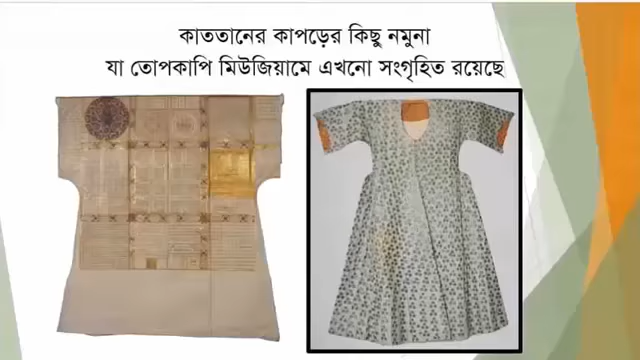 কাততানের কাপড়ের কিছু নমুনা
যা তোপকাপি মিউজিয়ামে এখনো সংগৃহিত রয়েছে